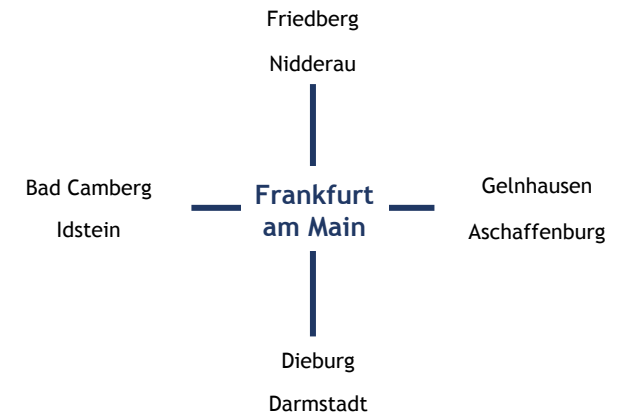 Friedberg
Nidderau
Bad Camberg
Idstein
Frankfurt
am Main
Gelnhausen
Aschaffenburg
Dieburg
Darmstadt